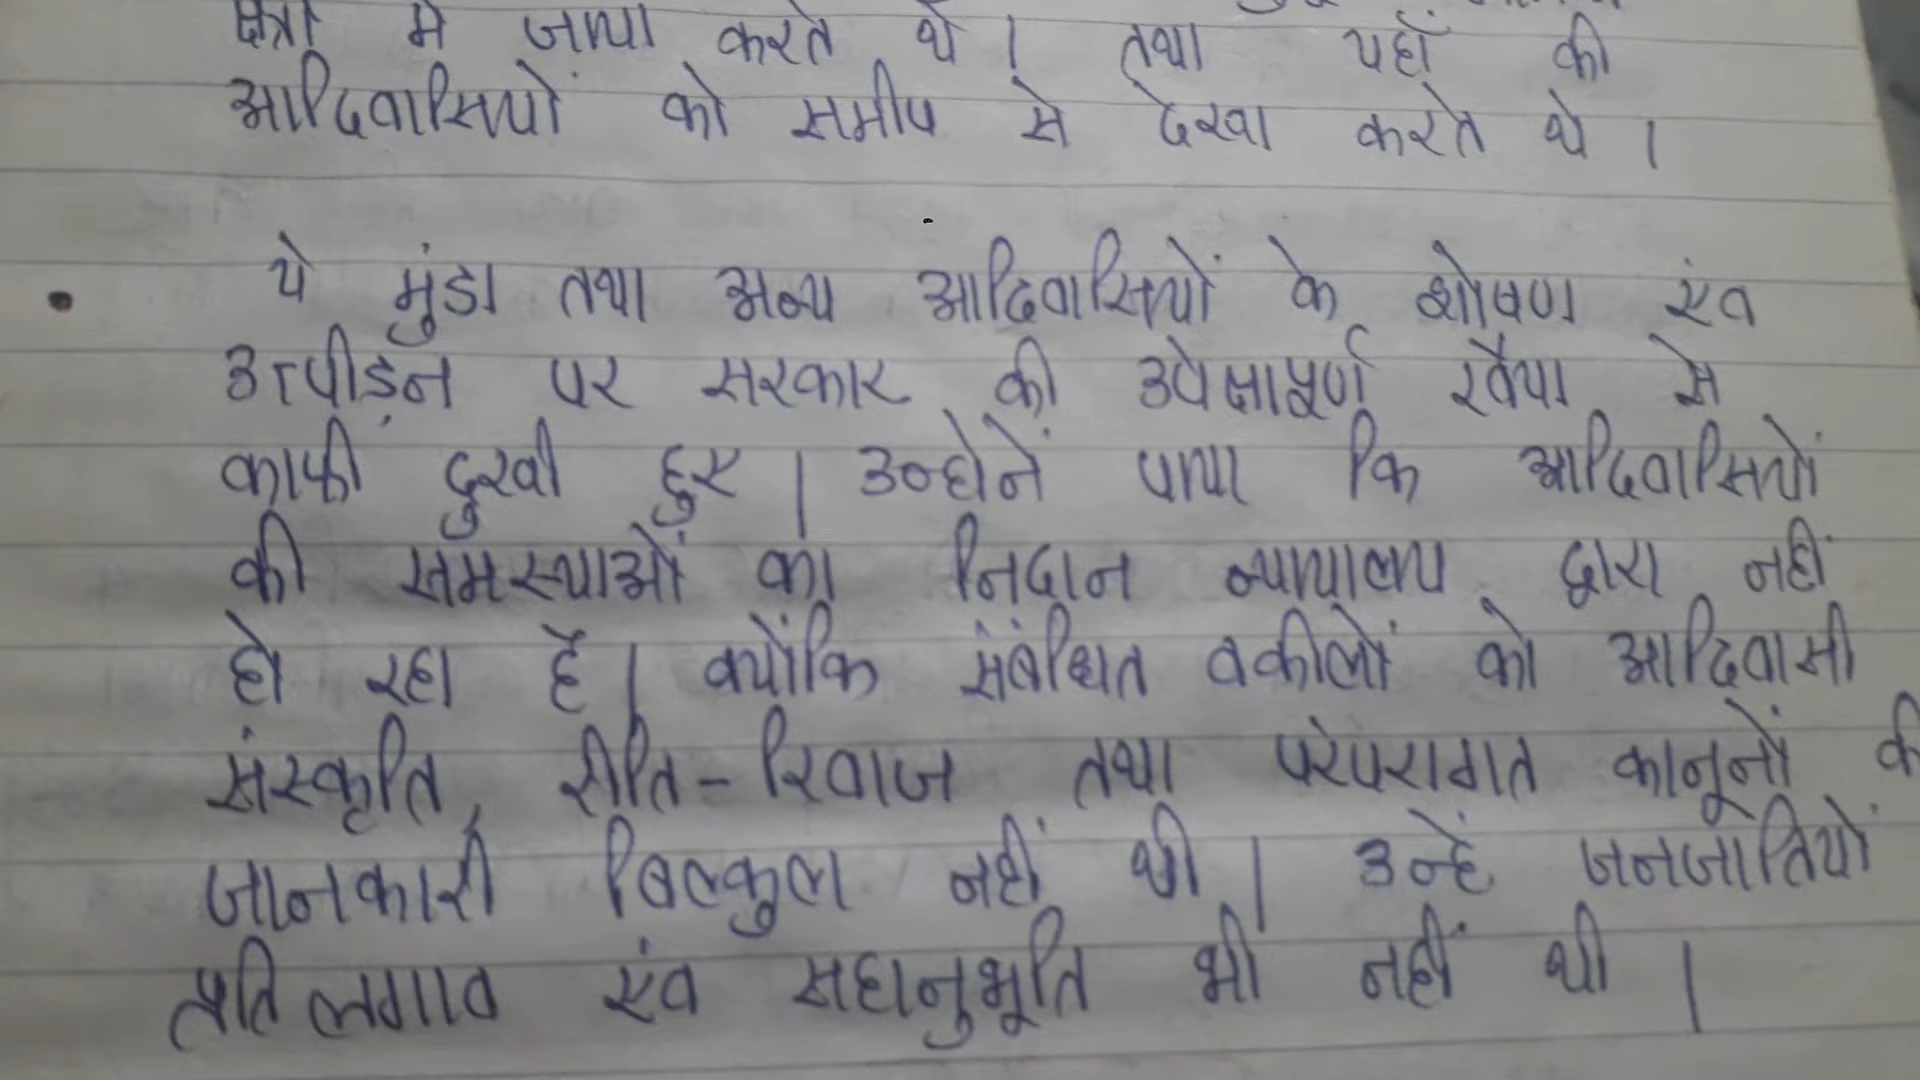 क्षेत्रों में जाया करते थे। तथा यहाँ की
आदिवासियों को समीप से देखा करते थे।
ये मुंडा तथा अन्य आदिवासियों के शोषण एंव
उत्पीड़न पर सरकार की उपेक्षापूर्ण रवैया से
काफी दुखी हुए। उन्होनें पाया कि आदिवासियों
की समस्याओं का निदान न्यायालय द्वारा नहीं
हो रहा है। क्योंकि संबंधित वकीलों को आदिवासी
संस्कृति, रीति-रिवाज तथा परंपरागत कानूनों की
जानकारी बिल्कुल नहीं थी। उन्हें जनजातियों
प्रति लगाव एंव सहानुभूति भी नहीं थी।